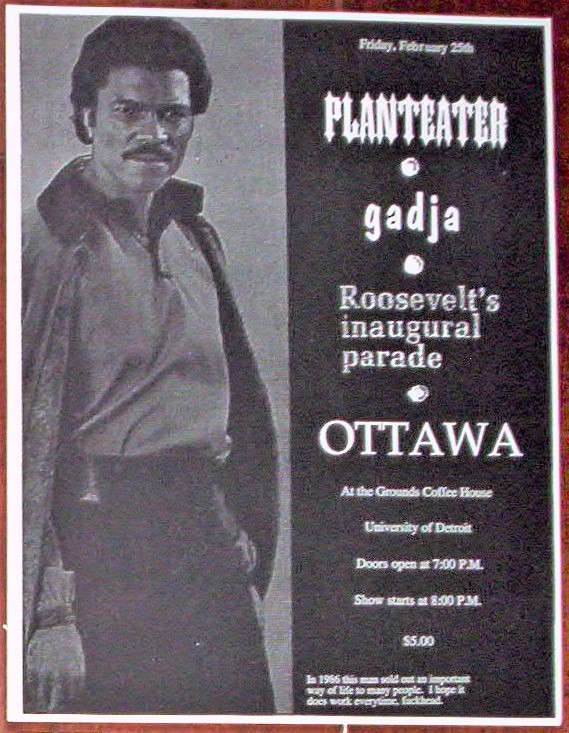 Friday, February 25th
PLANTEATER
gadja
Roosevelt's
inaugural
parade
OTTAWA
At the Grounds Coffee House
University of Detroit
Doors open at 7:00 P.M.
Show starts at 8:00 P.M.
$5.00
In 1986 this man sold out an important
way of life to many people. I hope it
does work everytime, fuckhead.